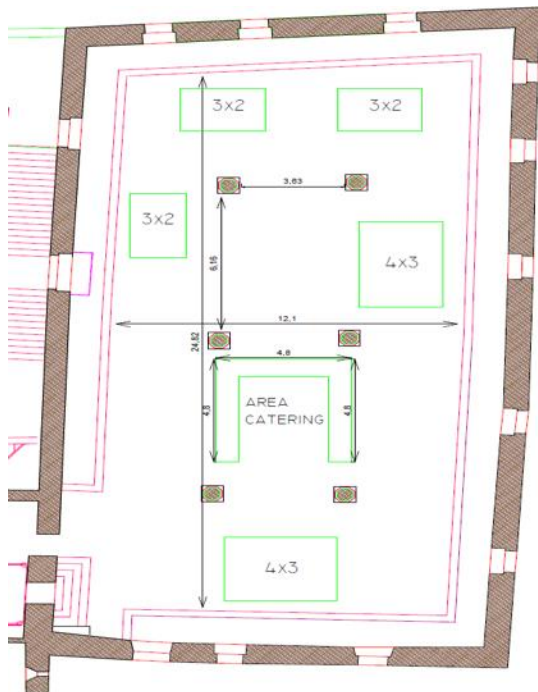 3x2
3x2
3,63
3x2
6,16
4x3
12,1
24,82
4,8
AREA
CATERING
4,8
4,8
4x3